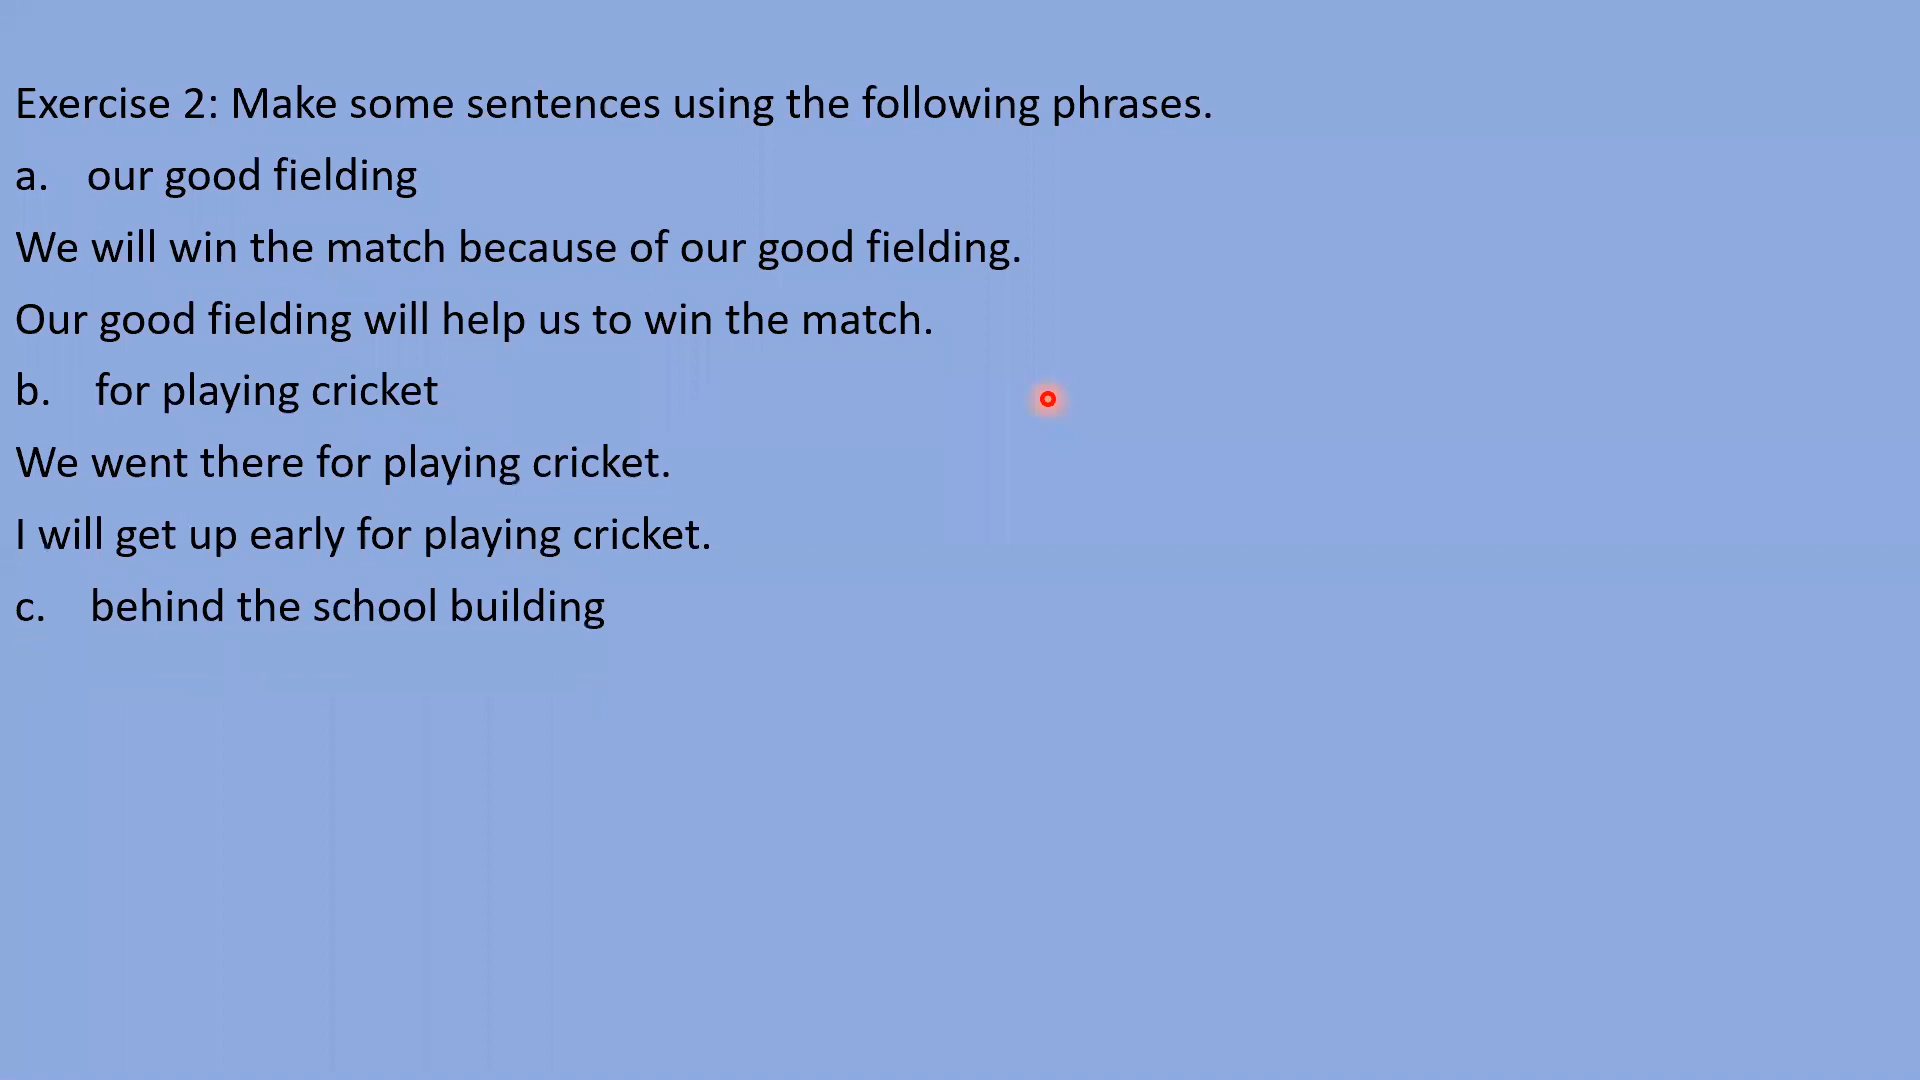 Exercise 2: Make some sentences using the following phrases.
a. our good fielding
We will win the match because of our good fielding.
Our good fielding will help us to win the match.
b. for playing cricket
We went there for playing cricket.
I will get up early for playing cricket.
c. behind the school building